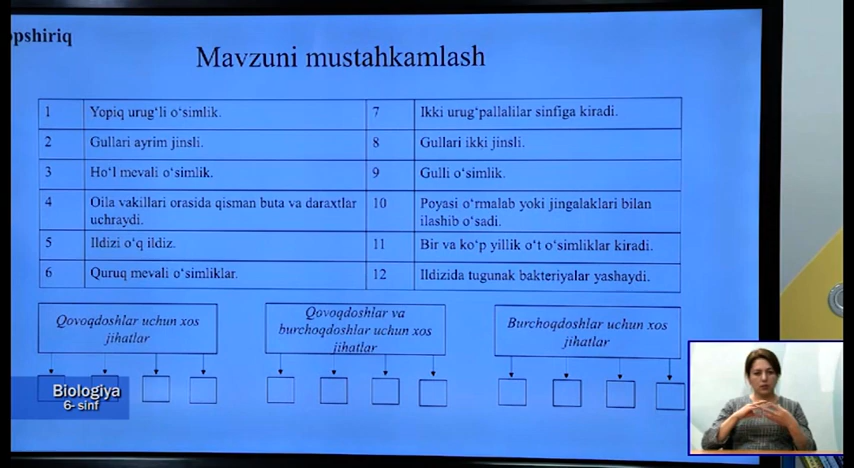 opshiriq
Mavzuni mustahkamlash
1 Yopiq urug‘li o‘simlik. 7 Ikki urug‘pallalilar sinfiga kiradi.
2 Gullari ayrim jinsli. 8 Gullari ikki jinsli.
3 Ho‘l mevali o‘simlik. 9 Gulli o‘simlik.
4 Oila vakillari orasida qisman buta va daraxtlar 10 Poyasi o‘rmalab yoki jingalaklari bilan
uchraydi. ilashib o‘sadi.
5 Ildizi o‘q ildiz. 11 Bir va ko‘p yillik o‘t o‘simliklar kiradi.
6 Quruq mevali o‘simliklar. 12 Ildizida tugunak bakteriyalar yashaydi.
Qovoqdoshlar uchun xos
jihatlar
Qovoqdoshlar va
burchoqdoshlar uchun xos
jihatlar
Burchoqdoshlar uchun xos
jihatlar
Biologiya
6- sinf